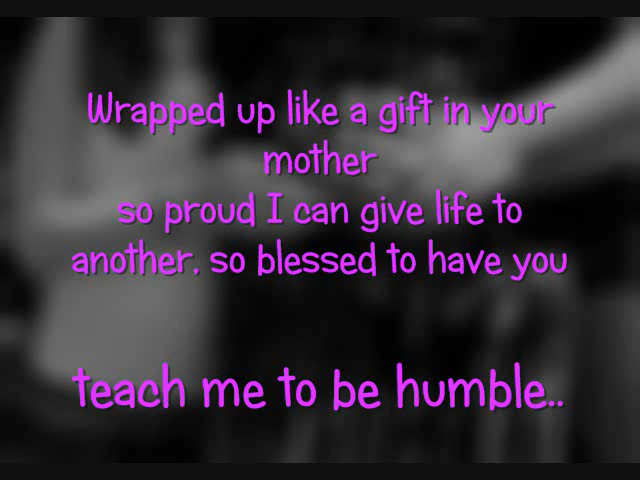 Wrapped up like a gift in your
mother
so proud I can give life to
another, so blessed to have you
teach me to be humble..